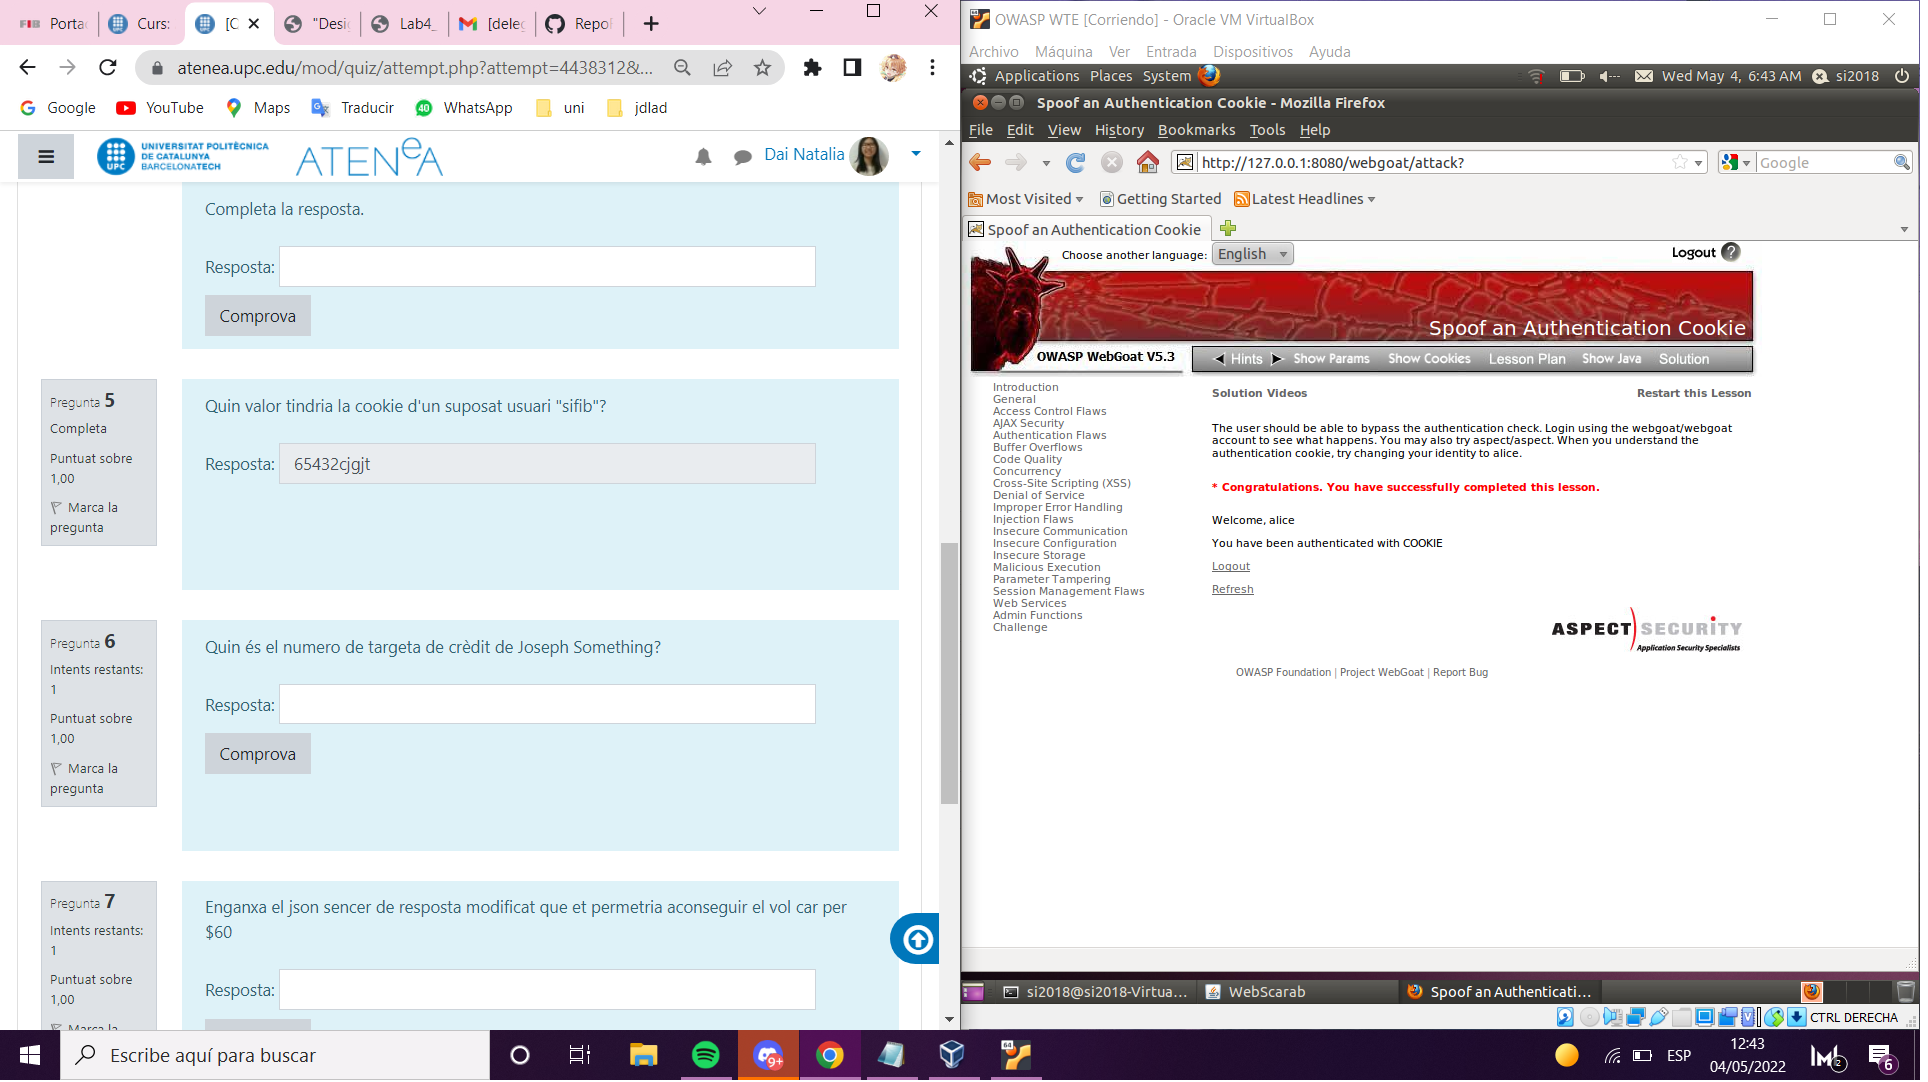 FIB Porta
Curs:
[C
"Desi
Lab4_
[deleg
Repo
atenea.upc.edu/mod/quiz/attempt.php?attempt=4438312&...
Google
YouTube
Maps
Traducir
WhatsApp
uni
jdlad
UNIVERSITAT POLITÈCNICA
DE CATALUNYA
BARCELONATECH
UPC
ATENeA
Dai Natalia
Completa la resposta.
Resposta:
Comprova
Pregunta 5
Completa
Puntuat sobre
1,00
Marca la
pregunta
Quin valor tindria la cookie d'un suposat usuari "sifib"?
Resposta: 65432cjgjt
Pregunta 6
Intents restants:
1
Puntuat sobre
1,00
Marca la
pregunta
Quin és el numero de targeta de crèdit de Joseph Something?
Resposta:
Comprova
Pregunta 7
Intents restants:
1
Puntuat sobre
1,00
Marca la
Enganxa el json sencer de resposta modificat que et permetria aconseguir el vol car per
$60
Resposta:
OWASP WTE [Corriendo] - Oracle VM VirtualBox
Archivo Máquina Ver Entrada Dispositivos Ayuda
Applications Places System
Wed May 4, 6:43 AM
si2018
Spoof an Authentication Cookie - Mozilla Firefox
File Edit View History Bookmarks Tools Help
http://127.0.0.1:8080/webgoat/attack?
Google
Most Visited
Getting Started
Latest Headlines
Spoof an Authentication Cookie
Choose another language: English
Logout ?
Spoof an Authentication Cookie
OWASP WebGoat V5.3
Hints Show Params Show Cookies Lesson Plan Show Java Solution
Introduction
General
Access Control Flaws
AJAX Security
Authentication Flaws
Buffer Overflows
Code Quality
Concurrency
Cross-Site Scripting (XSS)
Denial of Service
Improper Error Handling
Injection Flaws
Insecure Communication
Insecure Configuration
Insecure Storage
Malicious Execution
Parameter Tampering
Session Management Flaws
Web Services
Admin Functions
Challenge
Solution Videos
Restart this Lesson
The user should be able to bypass the authentication check. Login using the webgoat/webgoat
account to see what happens. You may also try aspect/aspect. When you understand the
authentication cookie, try changing your identity to alice.
* Congratulations. You have successfully completed this lesson.
Welcome, alice
You have been authenticated with COOKIE
Logout
Refresh
ASPECT SECURITY
Application Security Specialists
OWASP Foundation | Project WebGoat | Report Bug
si2018@si2018-Virtua...
WebScarab
Spoof an Authenticati...
CTRL DERECHA
Escribe aquí para buscar
9+
ESP
12:43
04/05/2022
2
6